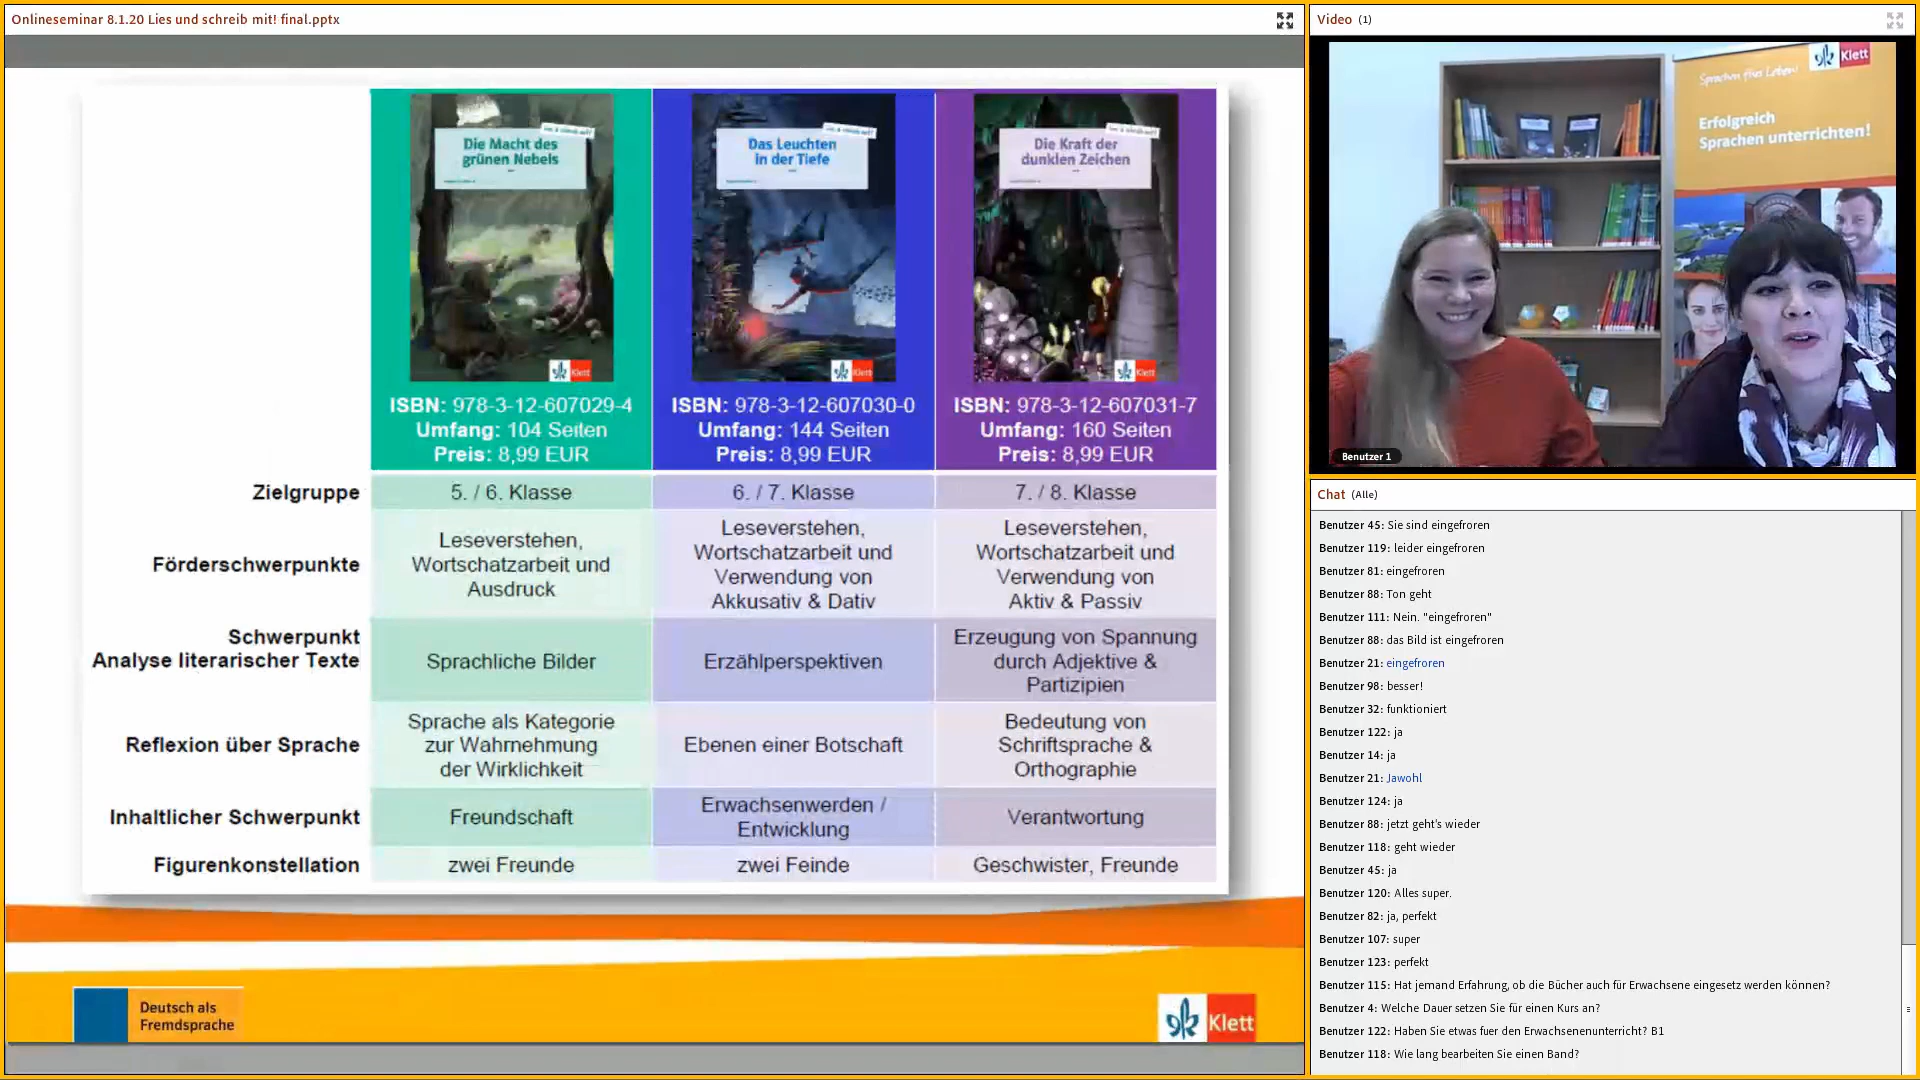 Onlineseminar 8.1.20 Lies und schreib mit! final.pptx
Die Macht des
grünen Nebels
Klett
ISBN: 978-3-12-607029-4
Umfang: 104 Seiten
Preis: 8,99 EUR
Das Leuchten
in der Tiefe
Klett
ISBN: 978-3-12-607030-0
Umfang: 144 Seiten
Preis: 8,99 EUR
Die Kraft der
dunklen Zeichen
Klett
ISBN: 978-3-12-607031-7
Umfang: 160 Seiten
Preis: 8,99 EUR
Zielgruppe
5. / 6. Klasse
6. / 7. Klasse
7. / 8. Klasse
Förderschwerpunkte
Leseverstehen,
Wortschatzarbeit und
Ausdruck
Leseverstehen,
Wortschatzarbeit und
Verwendung von
Akkusativ & Dativ
Leseverstehen,
Wortschatzarbeit und
Verwendung von
Aktiv & Passiv
Schwerpunkt
Analyse literarischer Texte
Sprachliche Bilder
Erzählperspektiven
Erzeugung von Spannung
durch Adjektive &
Partizipien
Reflexion über Sprache
Sprache als Kategorie
zur Wahrnehmung
der Wirklichkeit
Ebenen einer Botschaft
Bedeutung von
Schriftsprache &
Orthographie
Inhaltlicher Schwerpunkt
Freundschaft
Erwachsenwerden /
Entwicklung
Verantwortung
Figurenkonstellation
zwei Freunde
zwei Feinde
Geschwister, Freunde
Deutsch als
Fremdsprache
Klett
Video (1)
Klett
Sprachen fürs Leben!
Erfolgreich
Sprachen unterrichten!
Benutzer 1
Chat (Alle)
Benutzer 45: Sie sind eingefroren
Benutzer 119: leider eingefroren
Benutzer 81: eingefroren
Benutzer 88: Ton geht
Benutzer 111: Nein. "eingefroren"
Benutzer 88: das Bild ist eingefroren
Benutzer 21: eingefroren
Benutzer 98: besser!
Benutzer 32: funktioniert
Benutzer 122: ja
Benutzer 14: ja
Benutzer 21: Jawohl
Benutzer 124: ja
Benutzer 88: jetzt geht's wieder
Benutzer 118: geht wieder
Benutzer 45: ja
Benutzer 120: Alles super.
Benutzer 82: ja, perfekt
Benutzer 107: super
Benutzer 123: perfekt
Benutzer 115: Hat jemand Erfahrung, ob die Bücher auch für Erwachsene eingesetz werden können?
Benutzer 4: Welche Dauer setzen Sie für einen Kurs an?
Benutzer 122: Haben Sie etwas fuer den Erwachsenenunterricht? B1
Benutzer 118: Wie lang bearbeiten Sie einen Band?